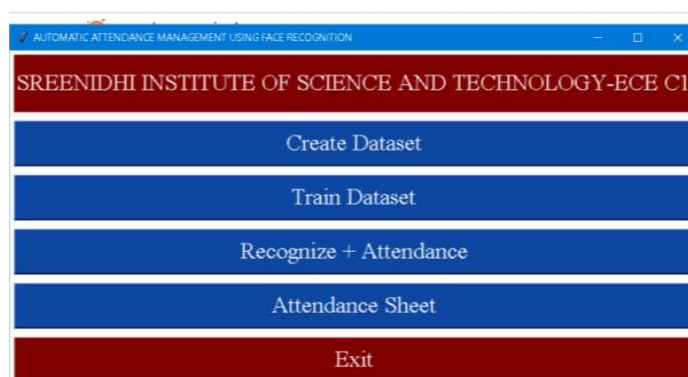 AUTOMATIC ATTENDANCE MANAGEMENT USING FACE RECOGNITION
SREENIDHI INSTITUTE OF SCIENCE AND TECHNOLOGY-ECE C1
Create Dataset
Train Dataset
Recognize + Attendance
Attendance Sheet
Exit